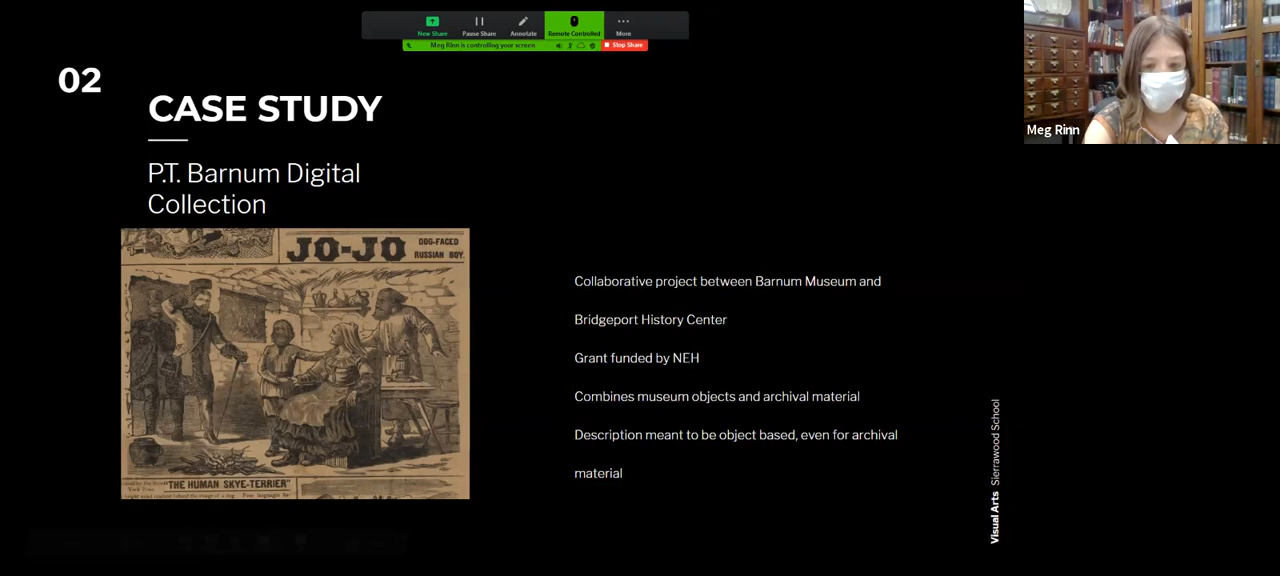 New Share
Pause Share
Annotate
Remote Controlled
More
Meg Rinn is controlling your screen
Stop Share
Meg Rinn
02
CASE STUDY
P.T. Barnum Digital
Collection
JO-JO
DOG-FACED
RUSSIAN BOY.
"THE HUMAN SKYE-TERRIER"
Collaborative project between Barnum Museum and
Bridgeport History Center
Grant funded by NEH
Combines museum objects and archival material
Description meant to be object based, even for archival
material
Visual Arts Sierrawood School